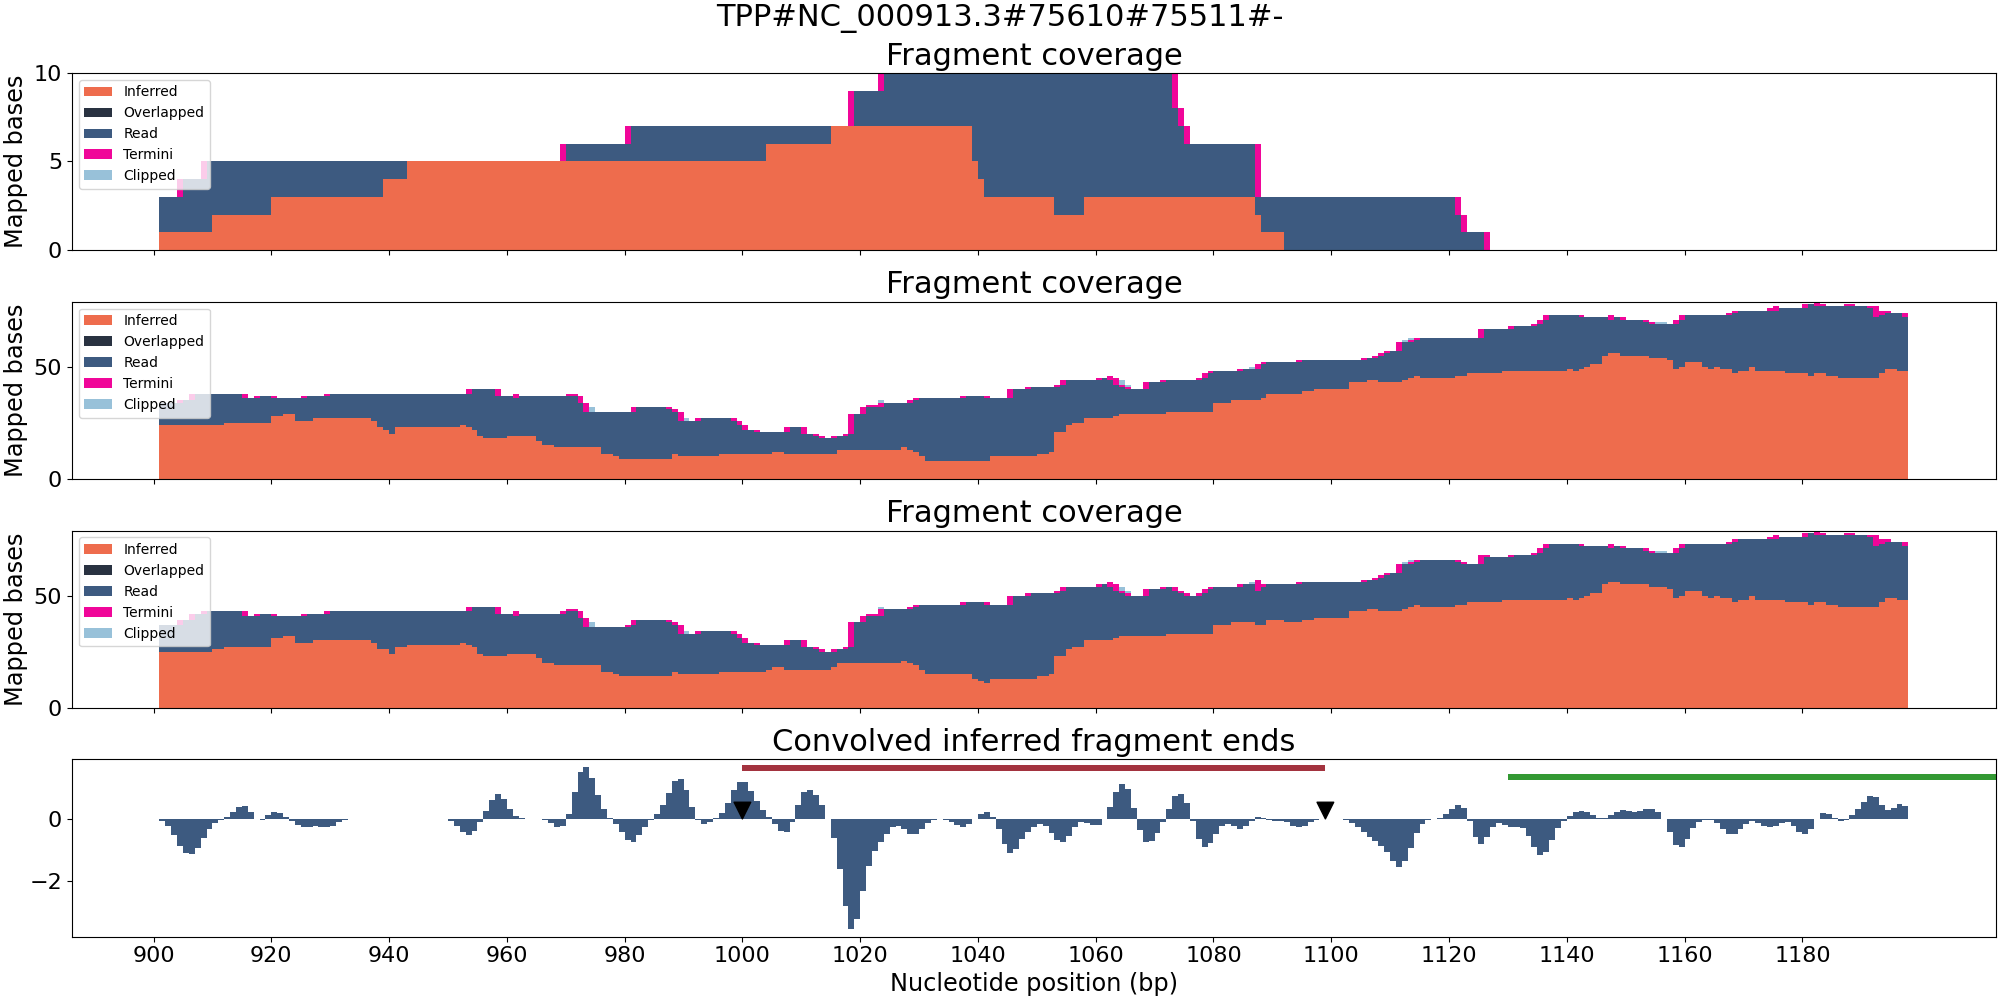 TPP#NC_000913.3#75610#75511#-
Fragment coverage
Mapped bases
10
5
0
Inferred
Overlapped
Read
Termini
Clipped
Fragment coverage
Mapped bases
50
0
Inferred
Overlapped
Read
Termini
Clipped
Fragment coverage
Mapped bases
50
0
Inferred
Overlapped
Read
Termini
Clipped
Convolved inferred fragment ends
0
−2
900 920 940 960 980 1000 1020 1040 1060 1080 1100 1120 1140 1160 1180
Nucleotide position (bp)